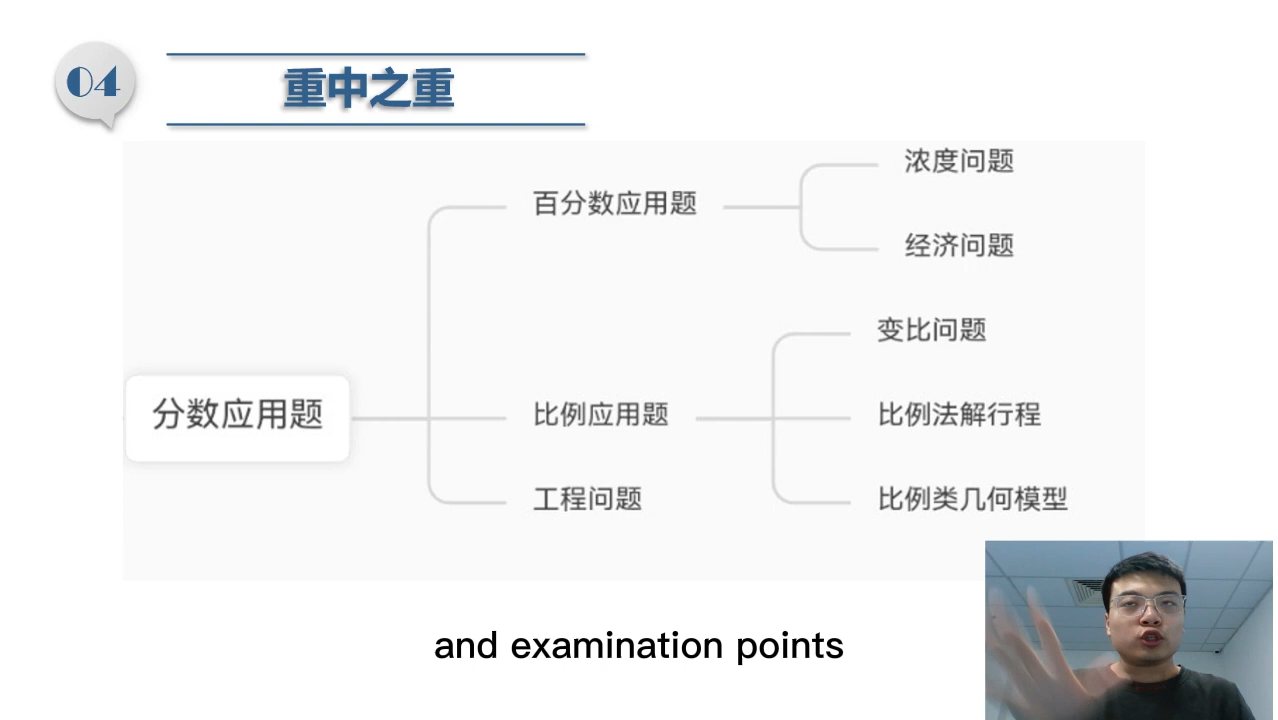 04
重中之重
浓度问题
百分数应用题
经济问题
变比问题
分数应用题
比例应用题
比例法解行程
工程问题
比例类几何模型
and examination points